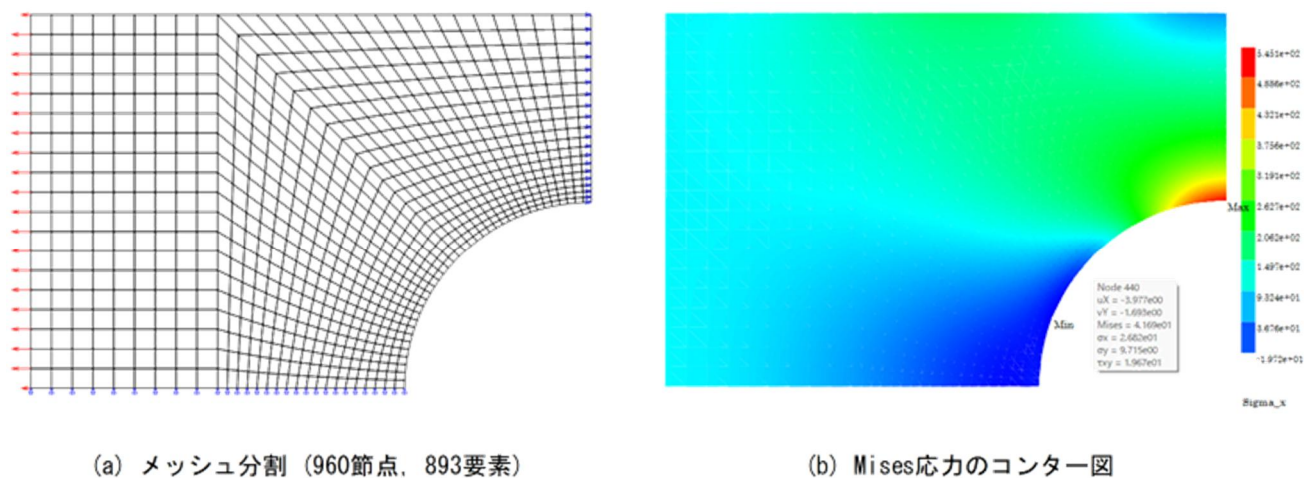 5.451e+02
4.886e+02
4.321e+02
3.756e+02
3.191e+02
Max 2.627e+02
2.062e+02
1.497e+02
9.324e+01
3.676e+01
-1.972e+01
Sigma_x
Min
Node 440
uX = -3.977e00
vY = -1.693e00
Mises = 4.169e01
σx = 2.682e01
σy = 9.715e00
τxy = 1.967e01
(a) メッシュ分割 (960節点, 893要素)
(b) Mises応力のコンター図